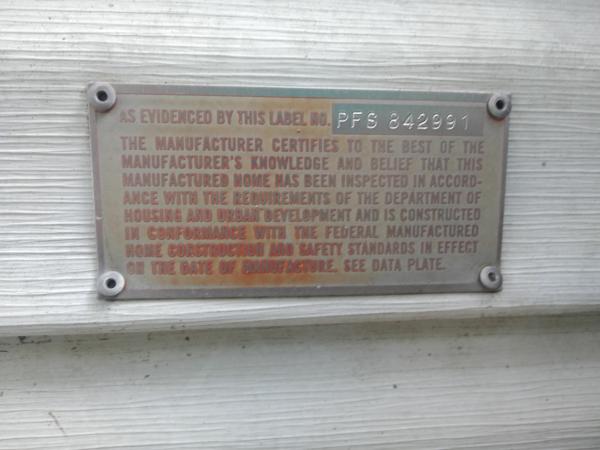 AS EVIDENCED BY THIS LABEL NO. PFS 842991
THE MANUFACTURER CERTIFIES TO THE BEST OF THE
MANUFACTURER'S KNOWLEDGE AND BELIEF THAT THIS
MANUFACTURED HOME HAS BEEN INSPECTED IN ACCORD-
ANCE WITH THE REQUIREMENTS OF THE DEPARTMENT OF
HOUSING AND URBAN DEVELOPMENT AND IS CONSTRUCTED
IN CONFORMANCE WITH THE FEDERAL MANUFACTURED
HOME CONSTRUCTION AND SAFETY STANDARDS IN EFFECT
ON THE DATE OF MANUFACTURE. SEE DATA PLATE.